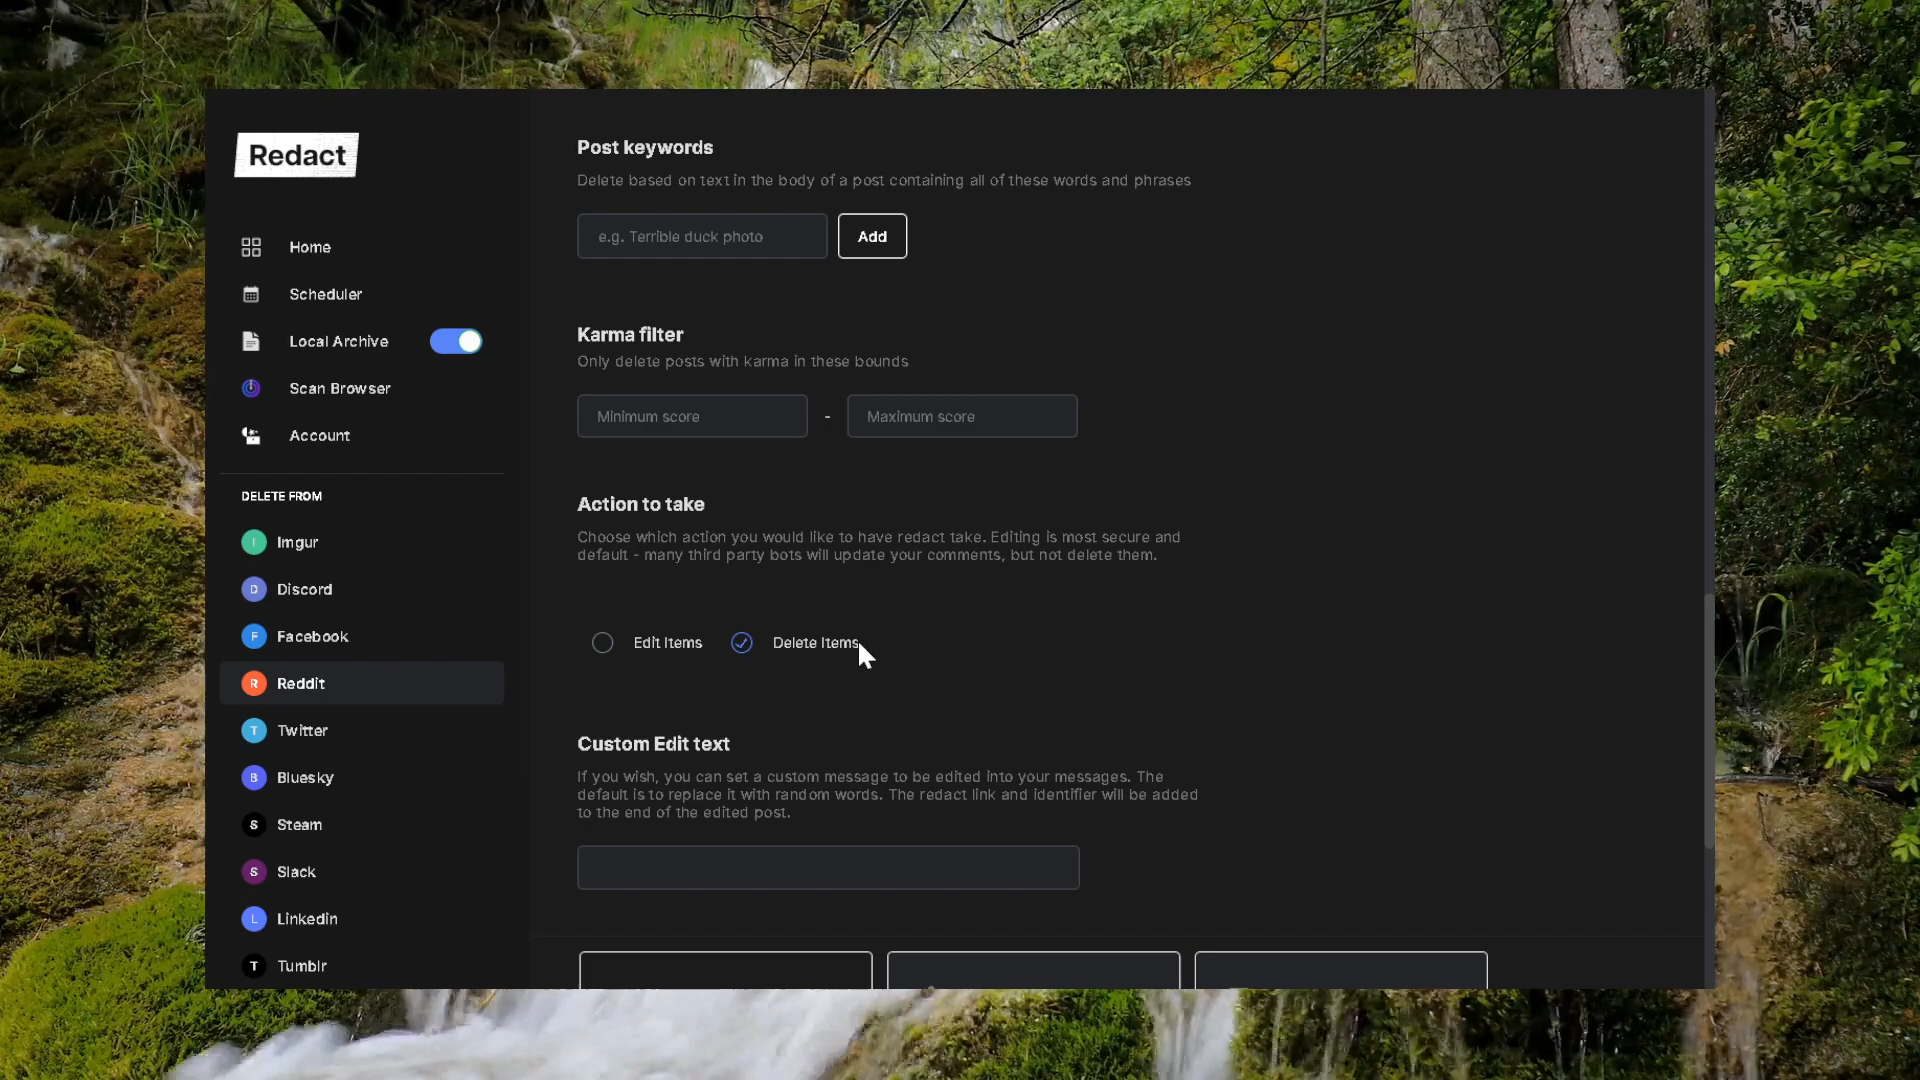 Redact
Home
Scheduler
Local Archive
Scan Browser
Account
DELETE FROM
I Imgur
D Discord
F Facebook
R Reddit
T Twitter
B Bluesky
S Steam
S Slack
L Linkedin
T Tumblr
Post keywords
Delete based on text in the body of a post containing all of these words and phrases
e.g. Terrible duck photo
Add
Karma filter
Only delete posts with karma in these bounds
Minimum score - Maximum score
Action to take
Choose which action you would like to have redact take. Editing is most secure and
default - many third party bots will update your comments, but not delete them.
Edit Items Delete Items
Custom Edit text
If you wish, you can set a custom message to be edited into your messages. The
default is to replace it with random words. The redact link and identifier will be added
to the end of the edited post.